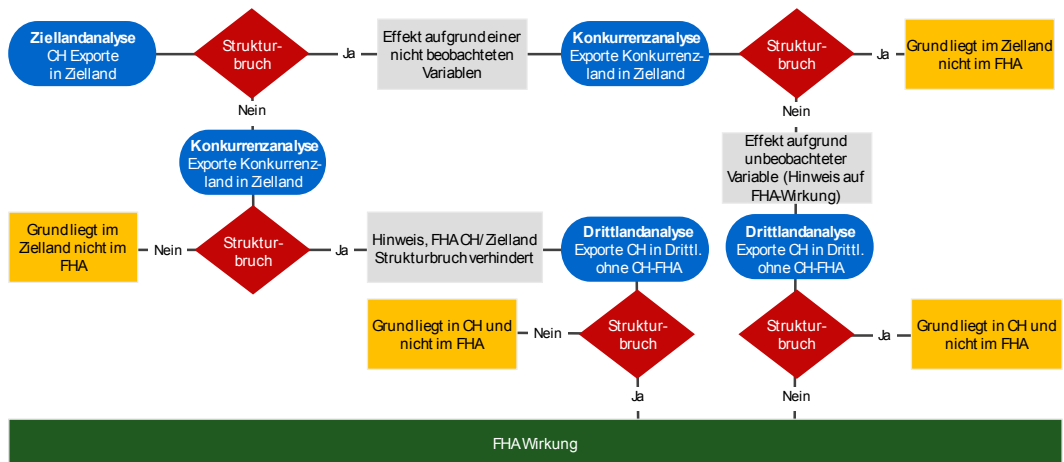 Ziellandanalyse
CH Exporte
in Zielland
Struktur-
bruch
Ja
Effekt aufgrund einer
nicht beobachteten
Variablen
Konkurrenzanalyse
Exporte Konkurrenz-
land in Zielland
Struktur-
bruch
Ja
Grund liegt im Zielland
nicht im FHA
Nein
Nein
Konkurrenzanalyse
Exporte Konkurrenz-
land in Zielland
Effekt aufgrund
unbeobachteter
Variable (Hinweis auf
FHA-Wirkung)
Grund liegt im
Zielland nicht im
FHA
Nein
Struktur-
bruch
Ja
Hinweis, FHA CH/ Zielland
Strukturbruch verhindert
Drittlandanalyse
Exporte CH in Drittl.
ohne CH-FHA
Drittlandanalyse
Exporte CH in Drittl.
ohne CH-FHA
Grund liegt in CH und
nicht im FHA
Nein
Struktur-
bruch
Struktur-
bruch
Ja
Grund liegt in CH und
nicht im FHA
Ja
Nein
FHA Wirkung